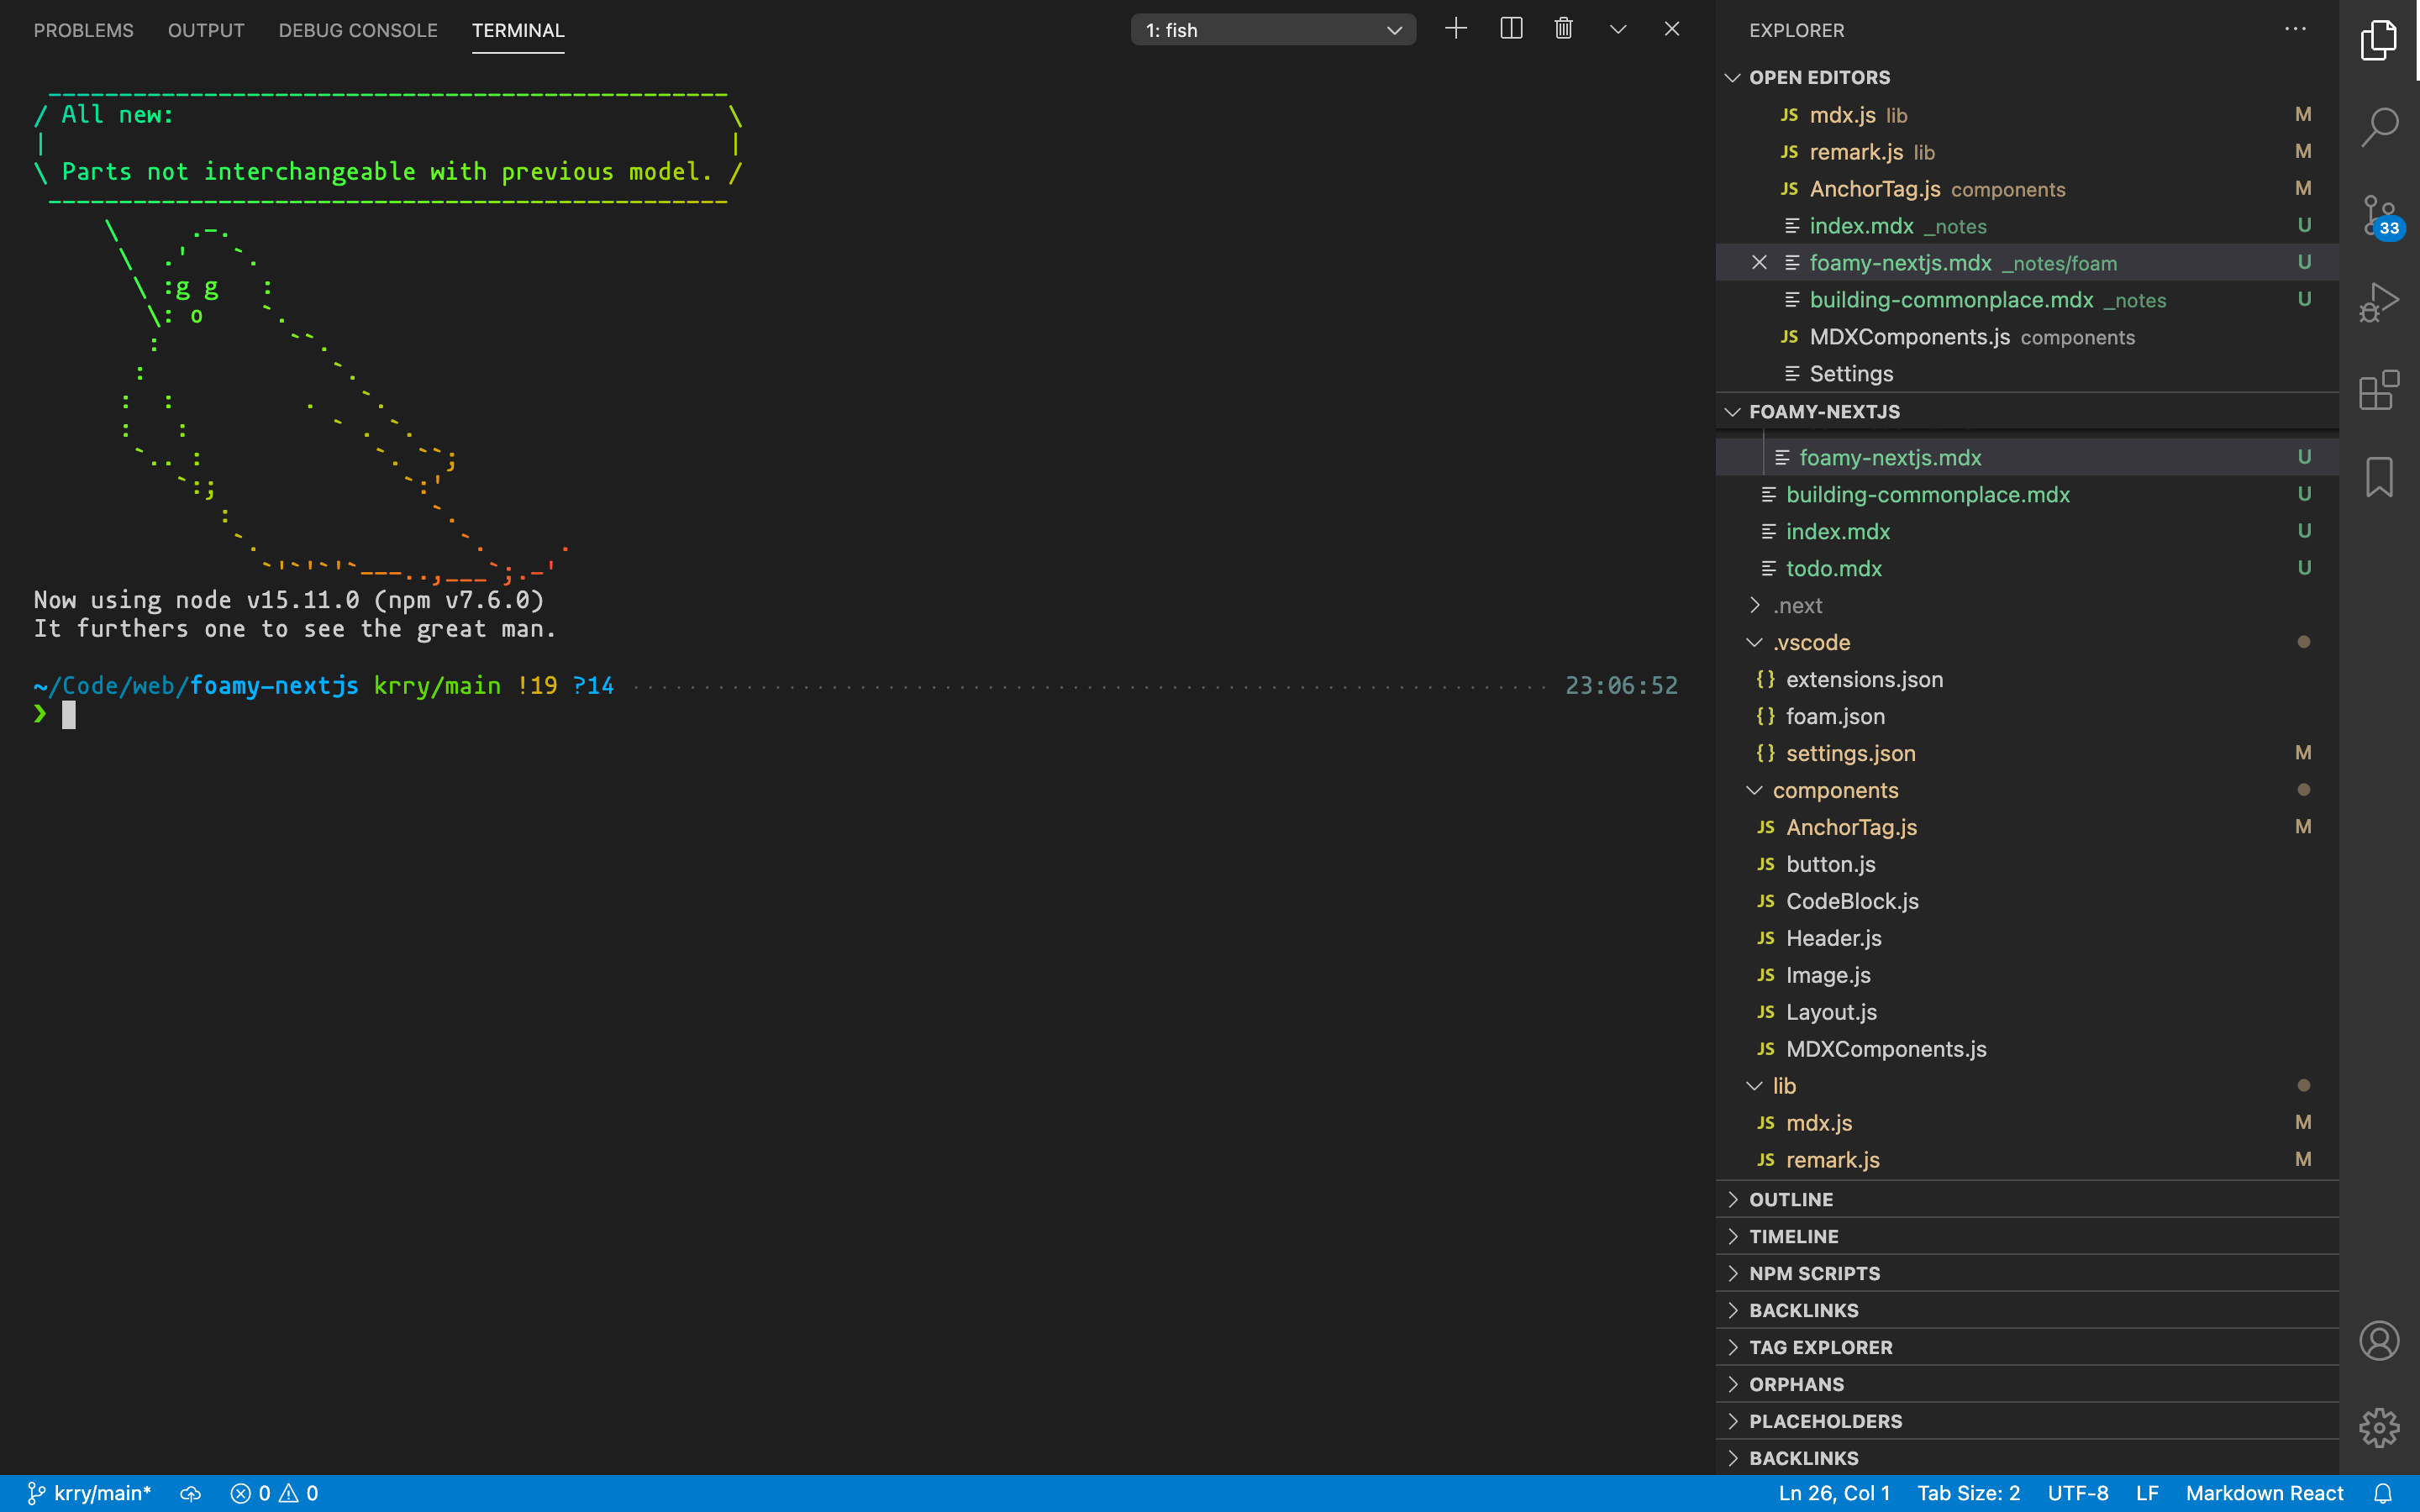 PROBLEMS OUTPUT DEBUG CONSOLE TERMINAL 1: fish
/ All new: \
| |
\ Parts not interchangeable with previous model. /
:g g :
: o
Now using node v15.11.0 (npm v7.6.0)
It furthers one to see the great man.
~/Code/web/foamy-nextjs krry/main !19 ?14 23:06:52
❯
EXPLORER
OPEN EDITORS
JS mdx.js lib M
JS remark.js lib M
JS AnchorTag.js components M
index.mdx _notes U
foamy-nextjs.mdx _notes/foam U
building-commonplace.mdx _notes U
JS MDXComponents.js components
Settings
FOAMY-NEXTJS
foamy-nextjs.mdx U
building-commonplace.mdx U
index.mdx U
todo.mdx U
.next
.vscode
{} extensions.json
{} foam.json
{} settings.json M
components
JS AnchorTag.js M
JS button.js
JS CodeBlock.js
JS Header.js
JS Image.js
JS Layout.js
JS MDXComponents.js
lib
JS mdx.js M
JS remark.js M
OUTLINE
TIMELINE
NPM SCRIPTS
BACKLINKS
TAG EXPLORER
ORPHANS
PLACEHOLDERS
BACKLINKS
33
krry/main* 0 0 Ln 26, Col 1 Tab Size: 2 UTF-8 LF Markdown React